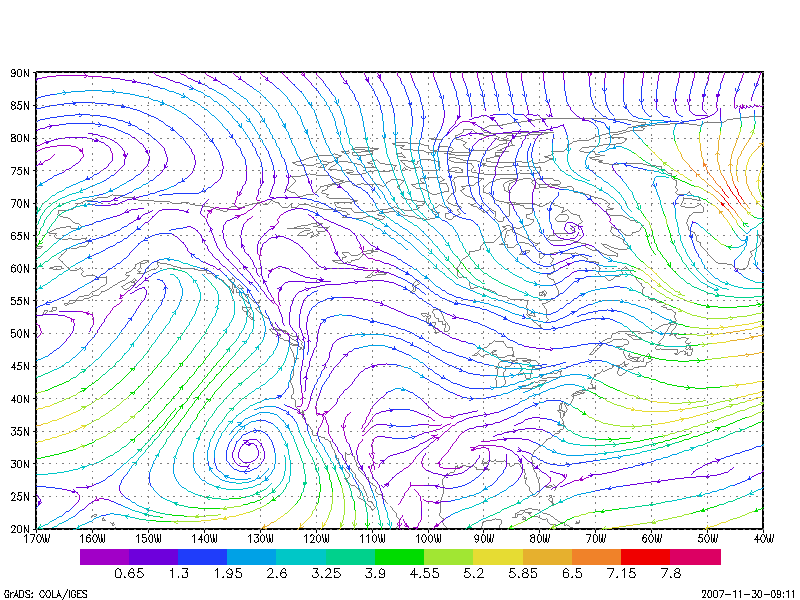 90N
85N
80N
75N
70N
65N
60N
55N
50N
45N
40N
35N
30N
25N
20N
170W 160W 150W 140W 130W 120W 110W 100W 90W 80W 70W 60W 50W 40W
0.65 1.3 1.95 2.6 3.25 3.9 4.55 5.2 5.85 6.5 7.15 7.8
GrADS: COLA/IGES 2007-11-30-09:11